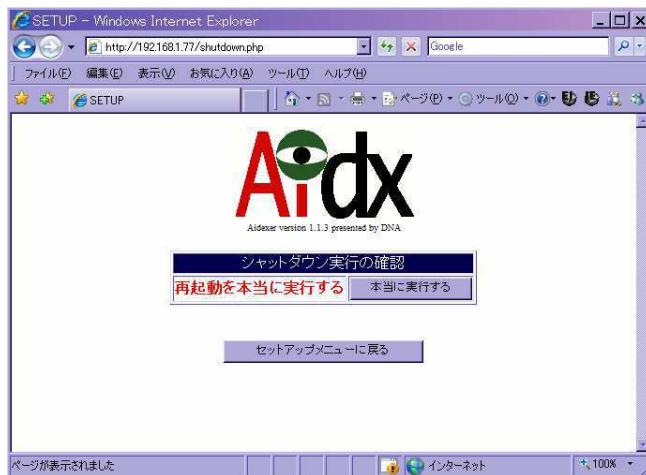 SETUP - Windows Internet Explorer
http://192.168.1.77/shutdown.php
Google
ファイル(F) 編集(E) 表示(V) お気に入り(A) ツール(T) ヘルプ(H)
SETUP
ページ(P) ツール(O)
Aidx
Aidexer version 1.1.3 presented by DNA
シャットダウン実行の確認
再起動を本当に実行する 本当に実行する
セットアップメニューに戻る
ページが表示されました インターネット 100%